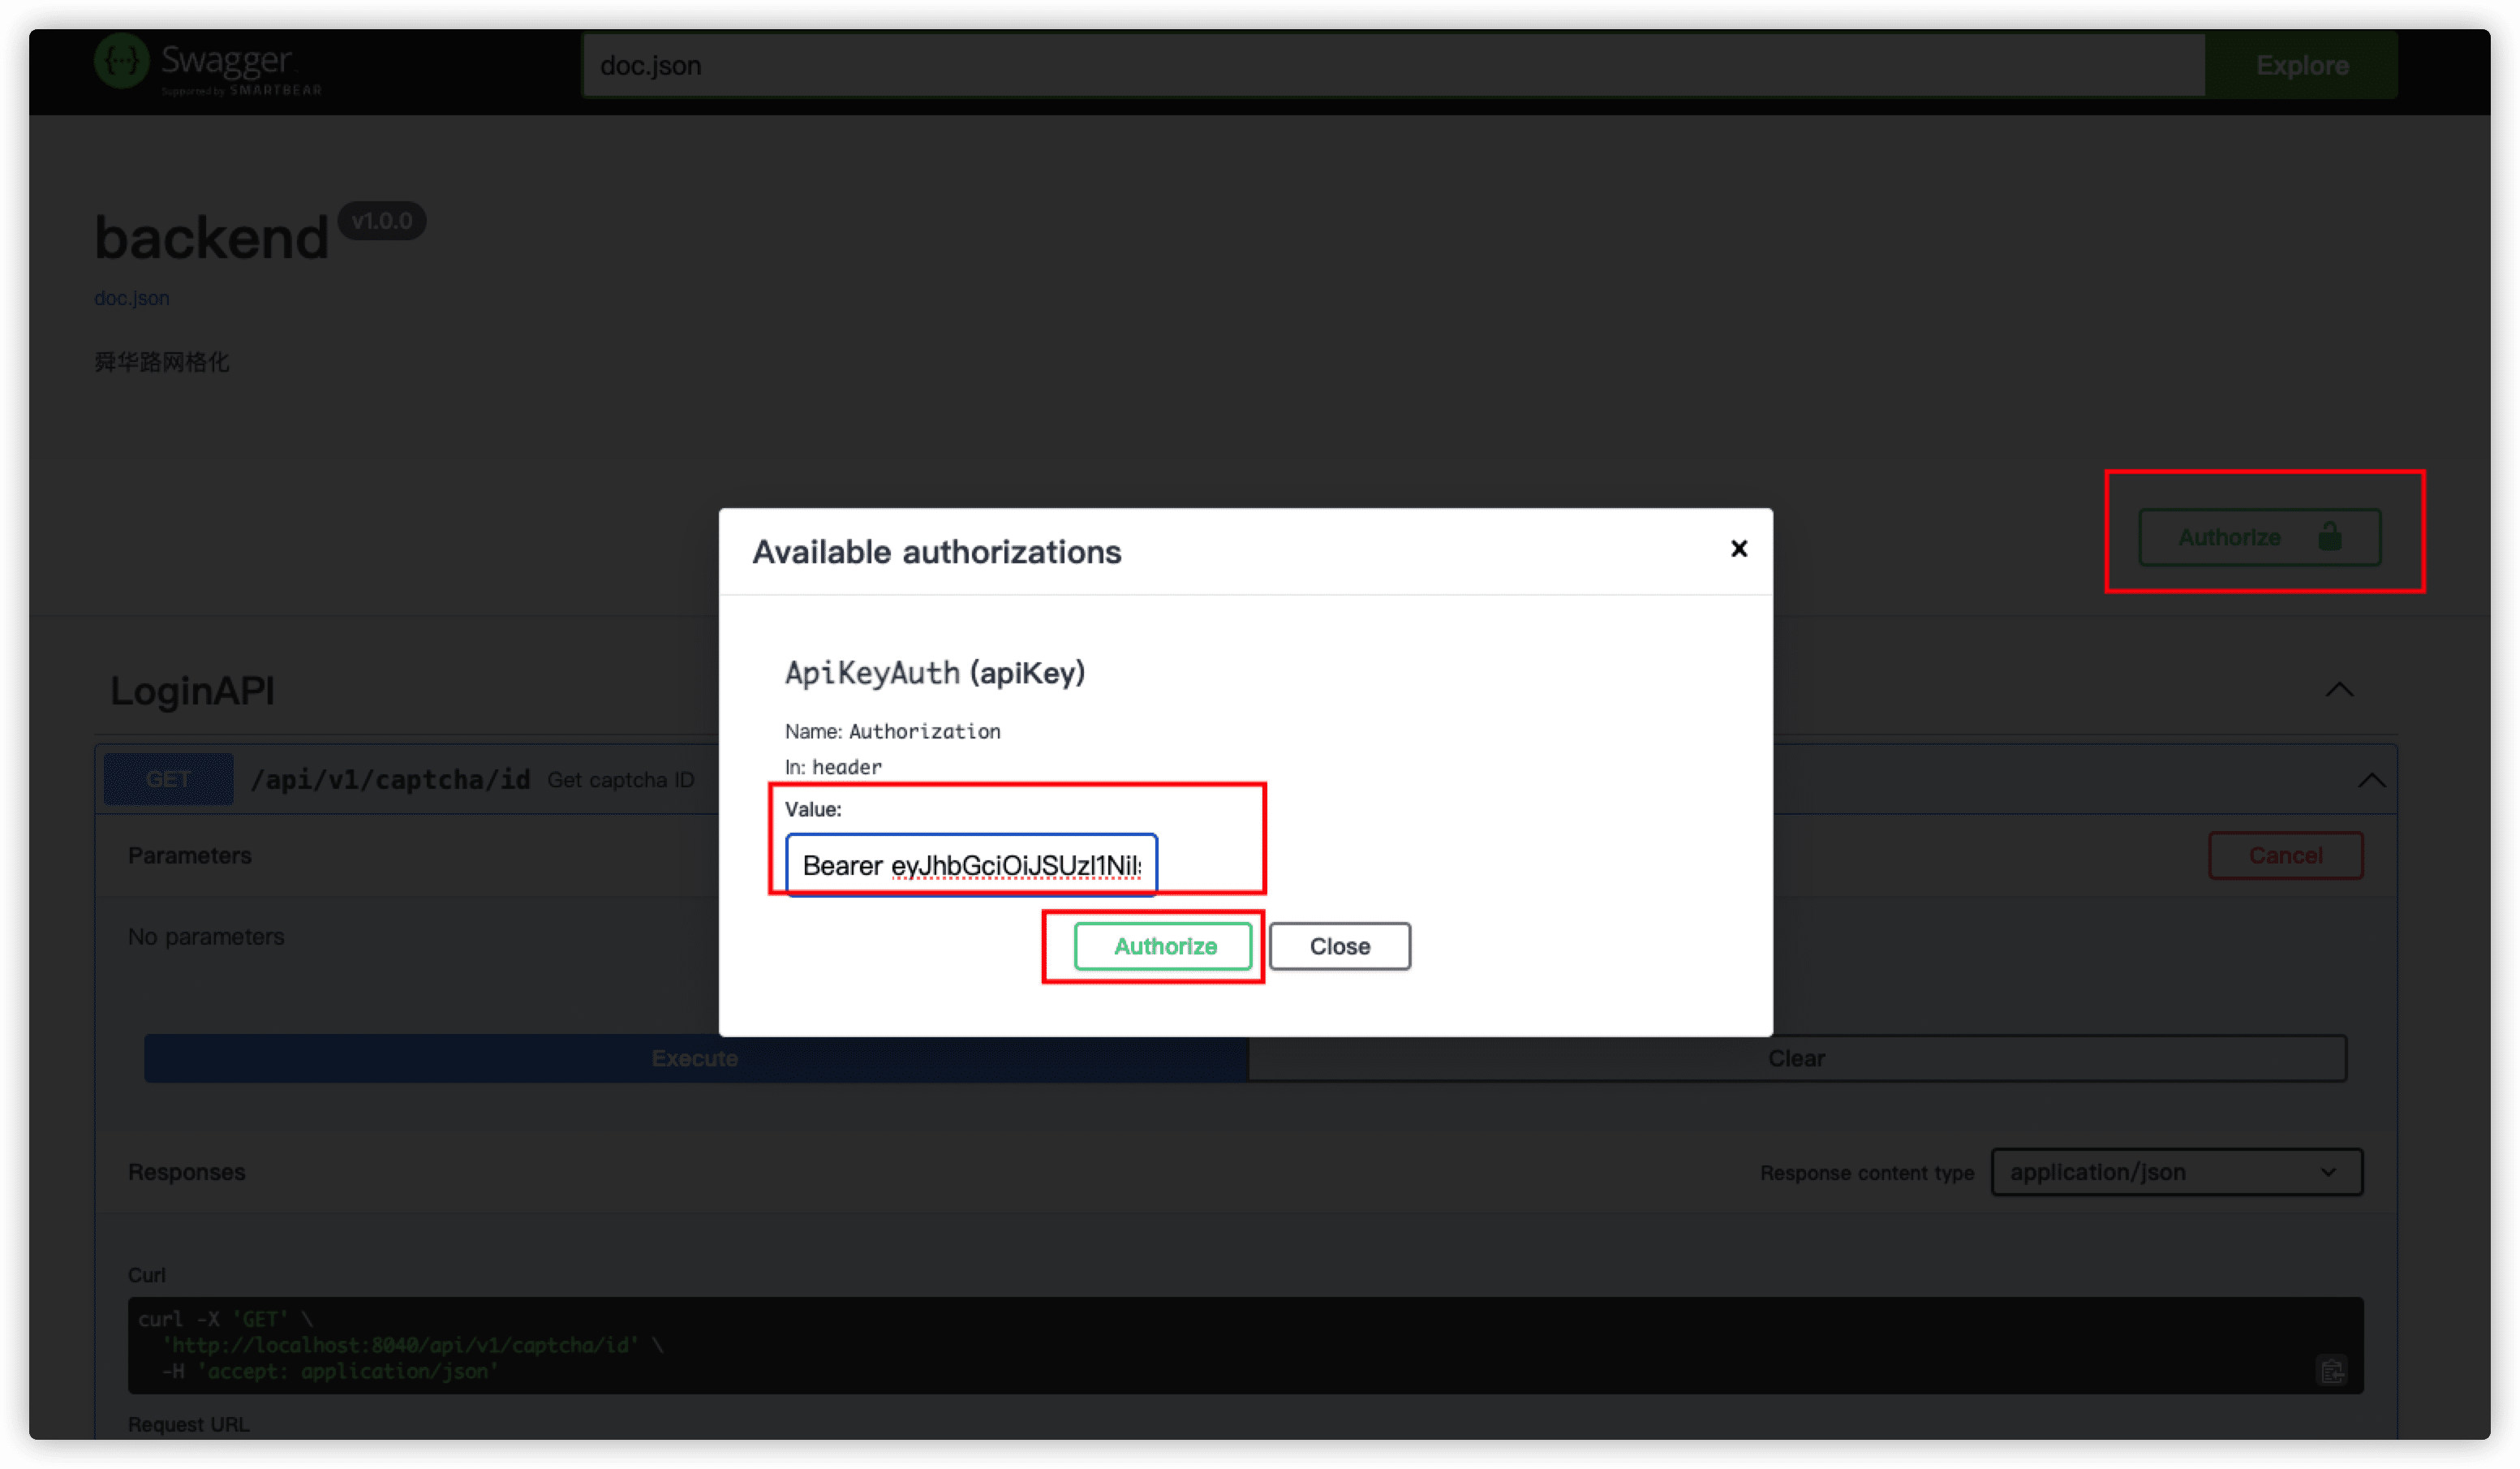 Swagger
Supported by SMARTBEAR
doc.json
Explore
backend v1.0.0
doc.json
舜华路网格化
Authorize
Available authorizations
ApiKeyAuth (apiKey)
Name: Authorization
In: header
Value:
Bearer eyJhbGciOiJSUzI1NiIs
Authorize
Close
LoginAPI
GET /api/v1/captcha/id Get captcha ID
Parameters
Cancel
No parameters
Execute
Clear
Responses
Response content type application/json
Curl
curl -X 'GET' \
'http://localhost:8040/api/v1/captcha/id' \
-H 'accept: application/json'
Request URL